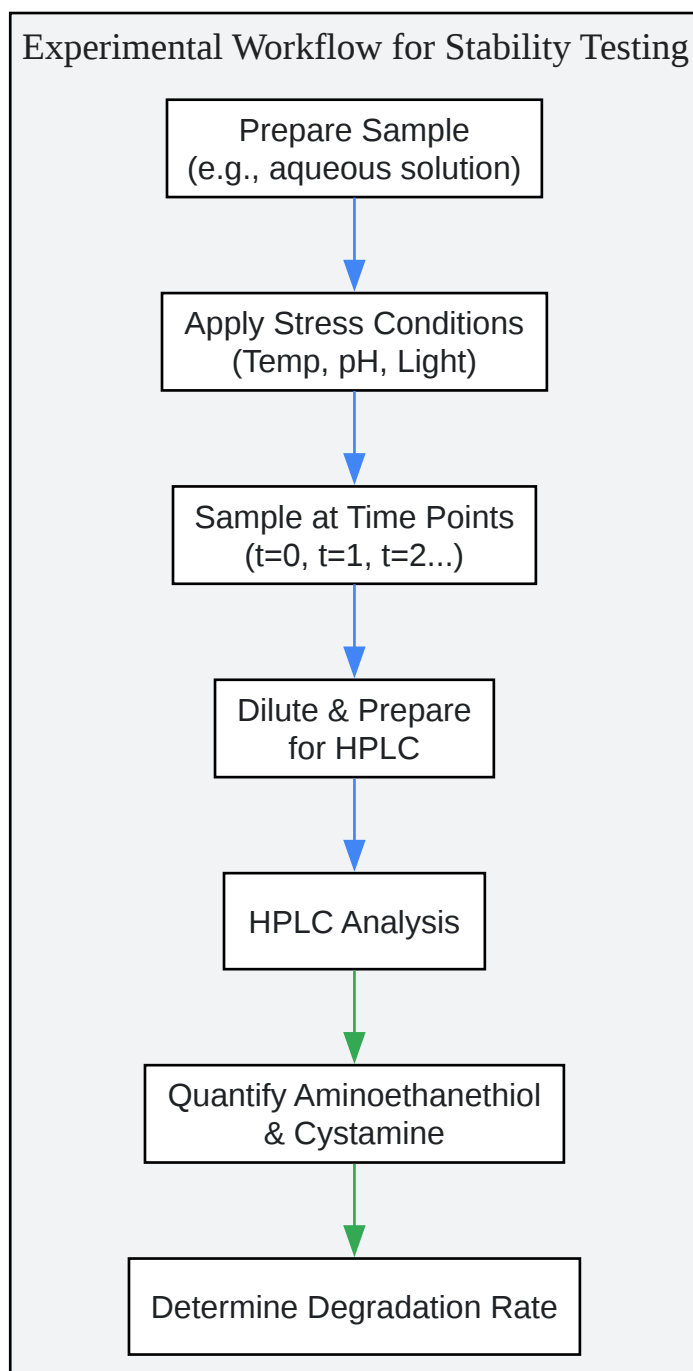 Experimental Workflow for Stability Testing
Prepare Sample
(e.g., aqueous solution)
Apply Stress Conditions
(Temp, pH, Light)
Sample at Time Points
(t=0, t=1, t=2...)
Dilute & Prepare
for HPLC
HPLC Analysis
Quantify Aminoethanethiol
& Cystamine
Determine Degradation Rate